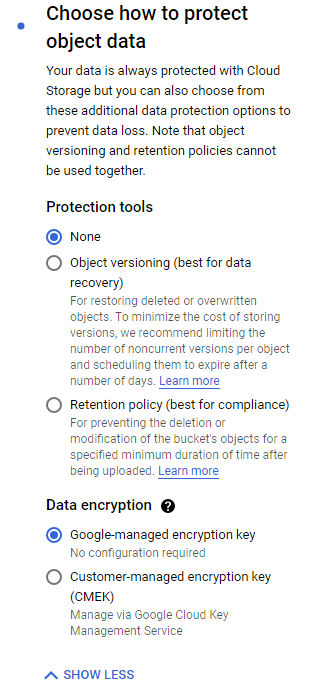 Choose how to protect
object data
Your data is always protected with Cloud
Storage but you can also choose from
these additional data protection options to
prevent data loss. Note that object
versioning and retention policies cannot
be used together.
Protection tools
None
Object versioning (best for data
recovery)
For restoring deleted or overwritten
objects. To minimize the cost of storing
versions, we recommend limiting the
number of noncurrent versions per object
and scheduling them to expire after a
number of days. Learn more
Retention policy (best for compliance)
For preventing the deletion or
modification of the bucket's objects for a
specified minimum duration of time after
being uploaded. Learn more
Data encryption ?
Google-managed encryption key
No configuration required
Customer-managed encryption key
(CMEK)
Manage via Google Cloud Key
Management Service
SHOW LESS